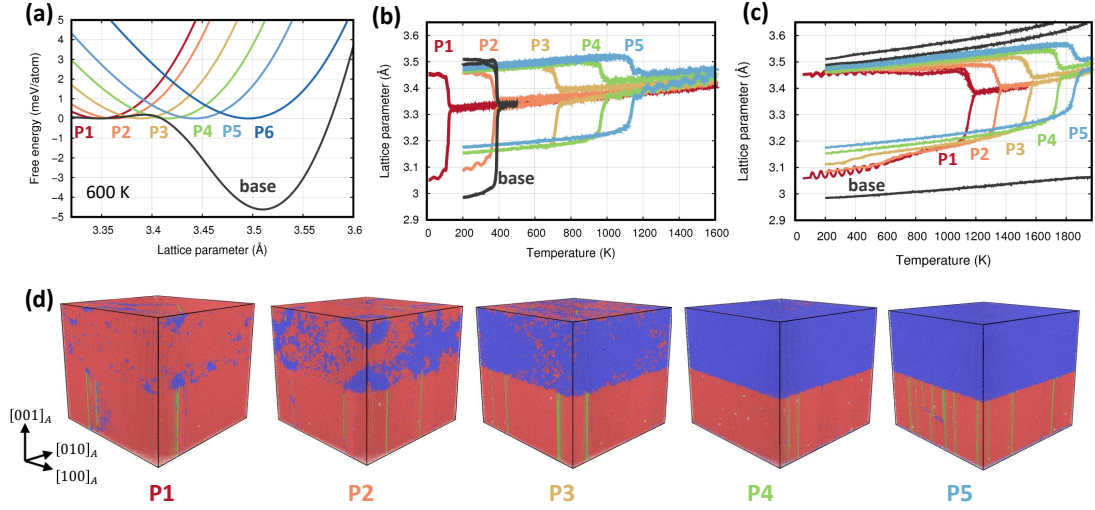 (a)
Free energy (meV/atom)
5
4
3
2
1
0
-1
-2
-3
-4
-5
P1 P2 P3 P4 P5 P6
base
600 K
3.35 3.4 3.45 3.5 3.55 3.6
Lattice parameter (Å)
(b)
Lattice parameter (Å)
3.6
3.5
3.4
3.3
3.2
3.1
3
2.9
P1 P2 P3 P4 P5
base
0 200 400 600 800 1000 1200 1400 1600
Temperature (K)
(c)
Lattice parameter (Å)
3.6
3.5
3.4
3.3
3.2
3.1
3
2.9
P1 P2 P3 P4 P5
base
0 200 400 600 800 1000 1200 1400 1600 1800
Temperature (K)
(d)
[001]A
[010]A
[100]A
P1 P2 P3 P4 P5